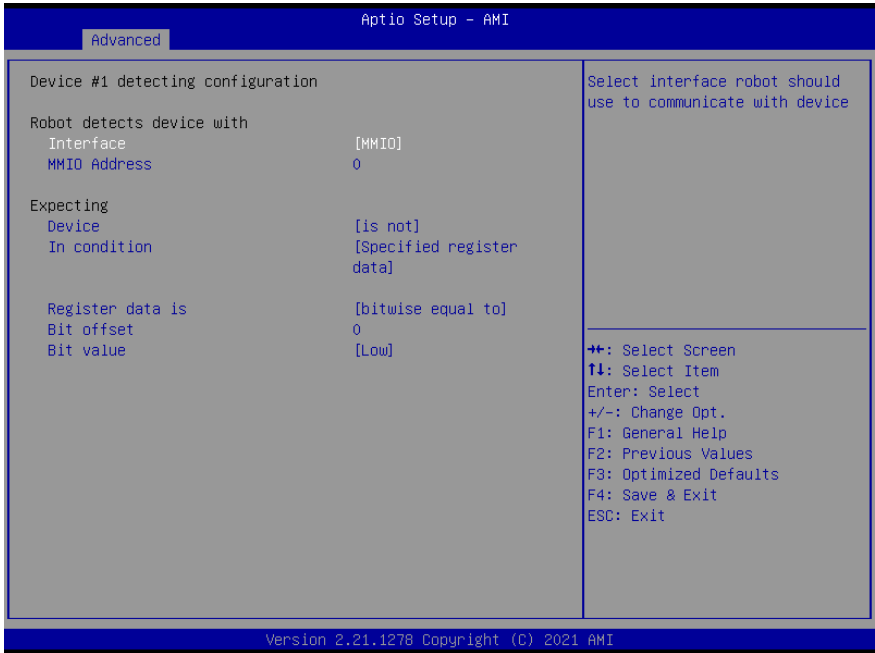 Aptio Setup – AMI
Advanced
Device #1 detecting configuration
Robot detects device with
Interface [MMIO]
MMIO Address 0
Expecting
Device [is not]
In condition [Specified register
data]
Register data is [bitwise equal to]
Bit offset 0
Bit value [Low]
Select interface robot should
use to communicate with device
→←: Select Screen
↑↓: Select Item
Enter: Select
+/-: Change Opt.
F1: General Help
F2: Previous Values
F3: Optimized Defaults
F4: Save & Exit
ESC: Exit
Version 2.21.1278 Copyright (C) 2021 AMI